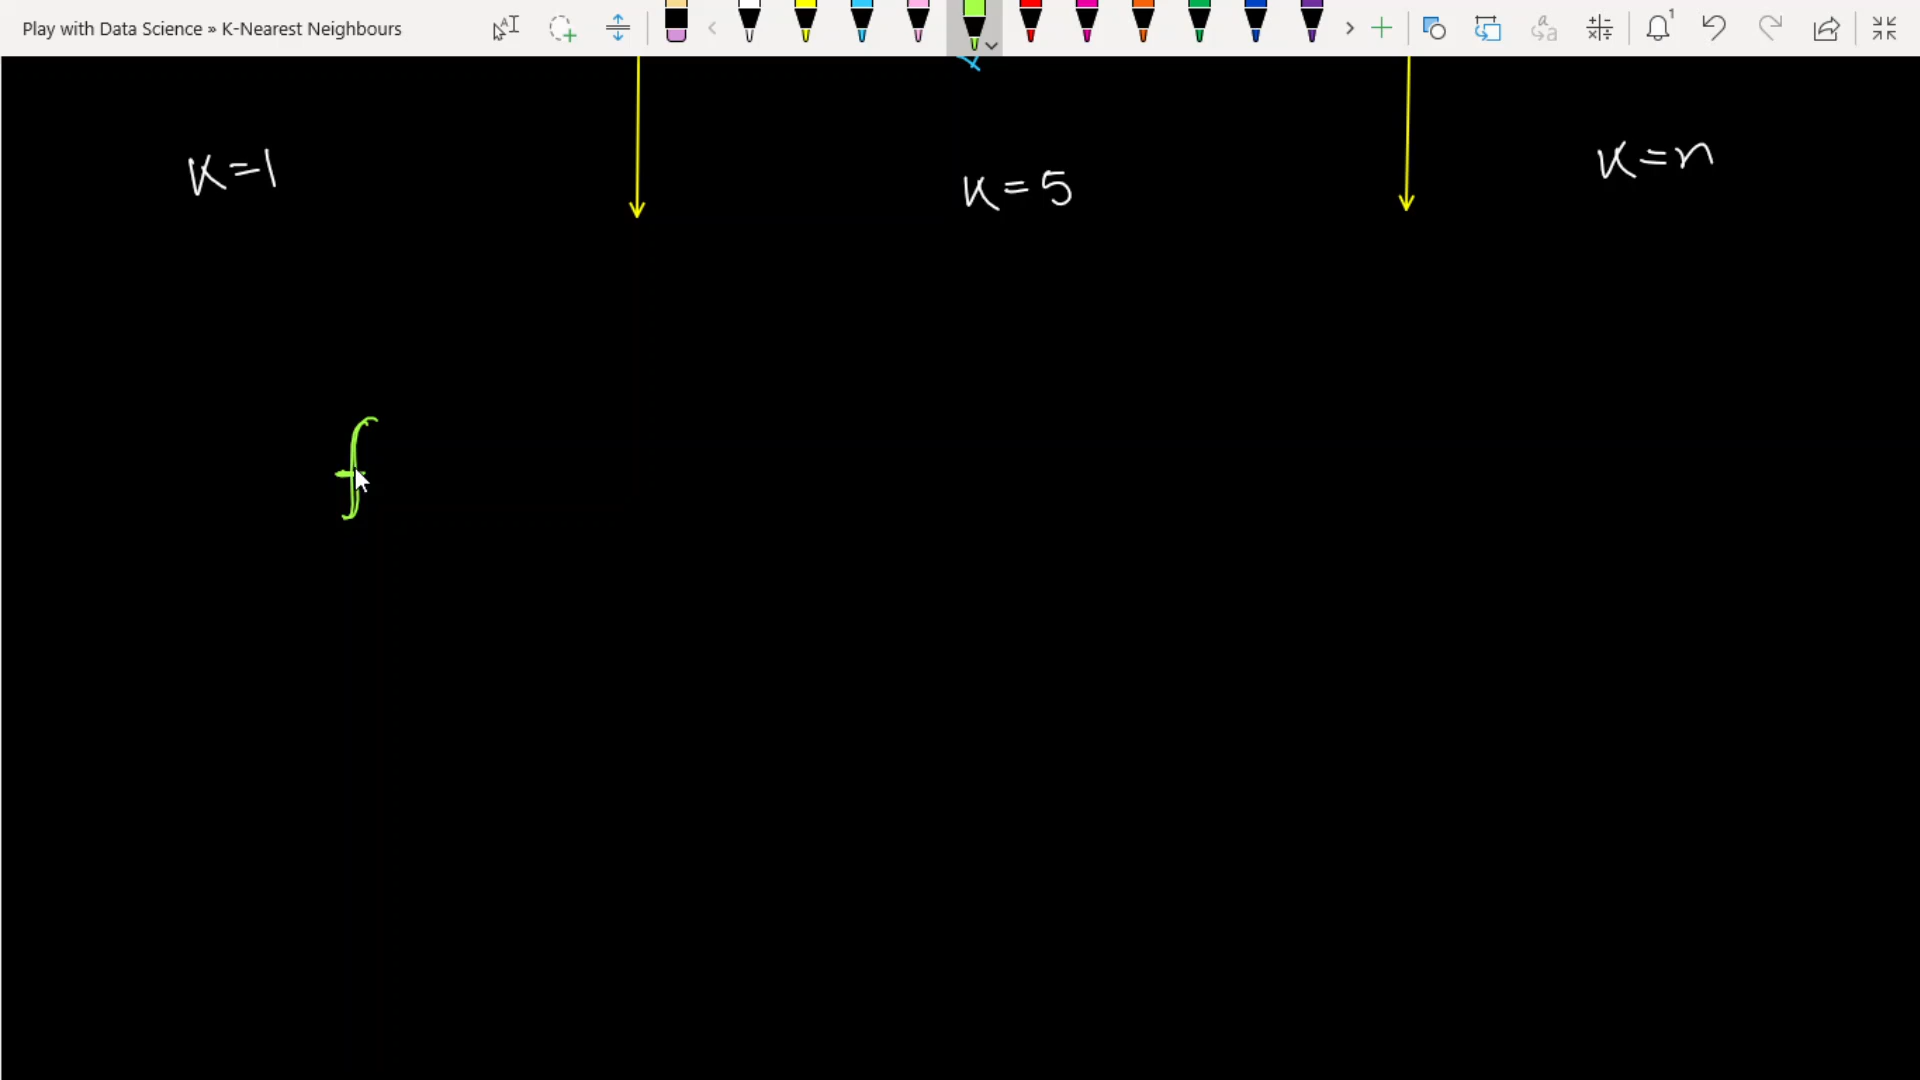 Play with Data Science » K-Nearest Neighbours
K=1
K=5
K=n
f